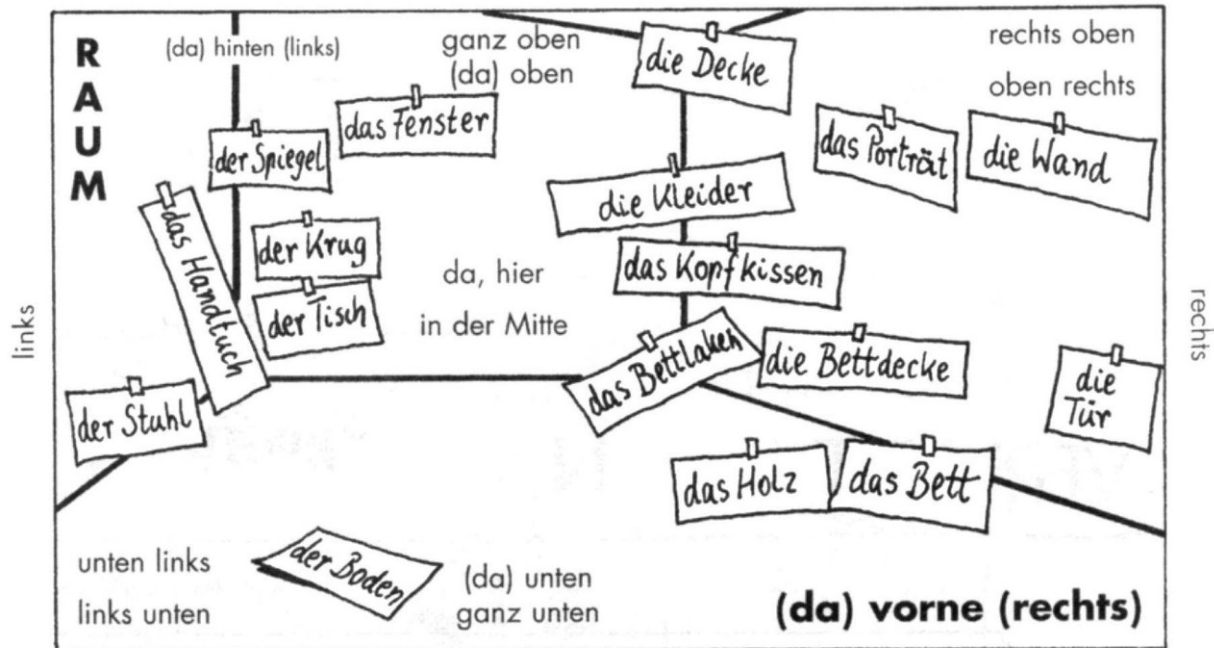 RAUM
(da) hinten (links)
ganz oben
(da) oben
die Decke
rechts oben
oben rechts
das Fenster
der Spiegel
das Porträt
die Wand
die Kleider
das Handtuch
der Krug
das Kopfkissen
der Tisch
da, hier
in der Mitte
links
rechts
das Bettlaken
die Bettdecke
die
Tür
der Stuhl
das Holz
das Bett
der Boden
unten links
links unten
(da) unten
ganz unten
(da) vorne (rechts)